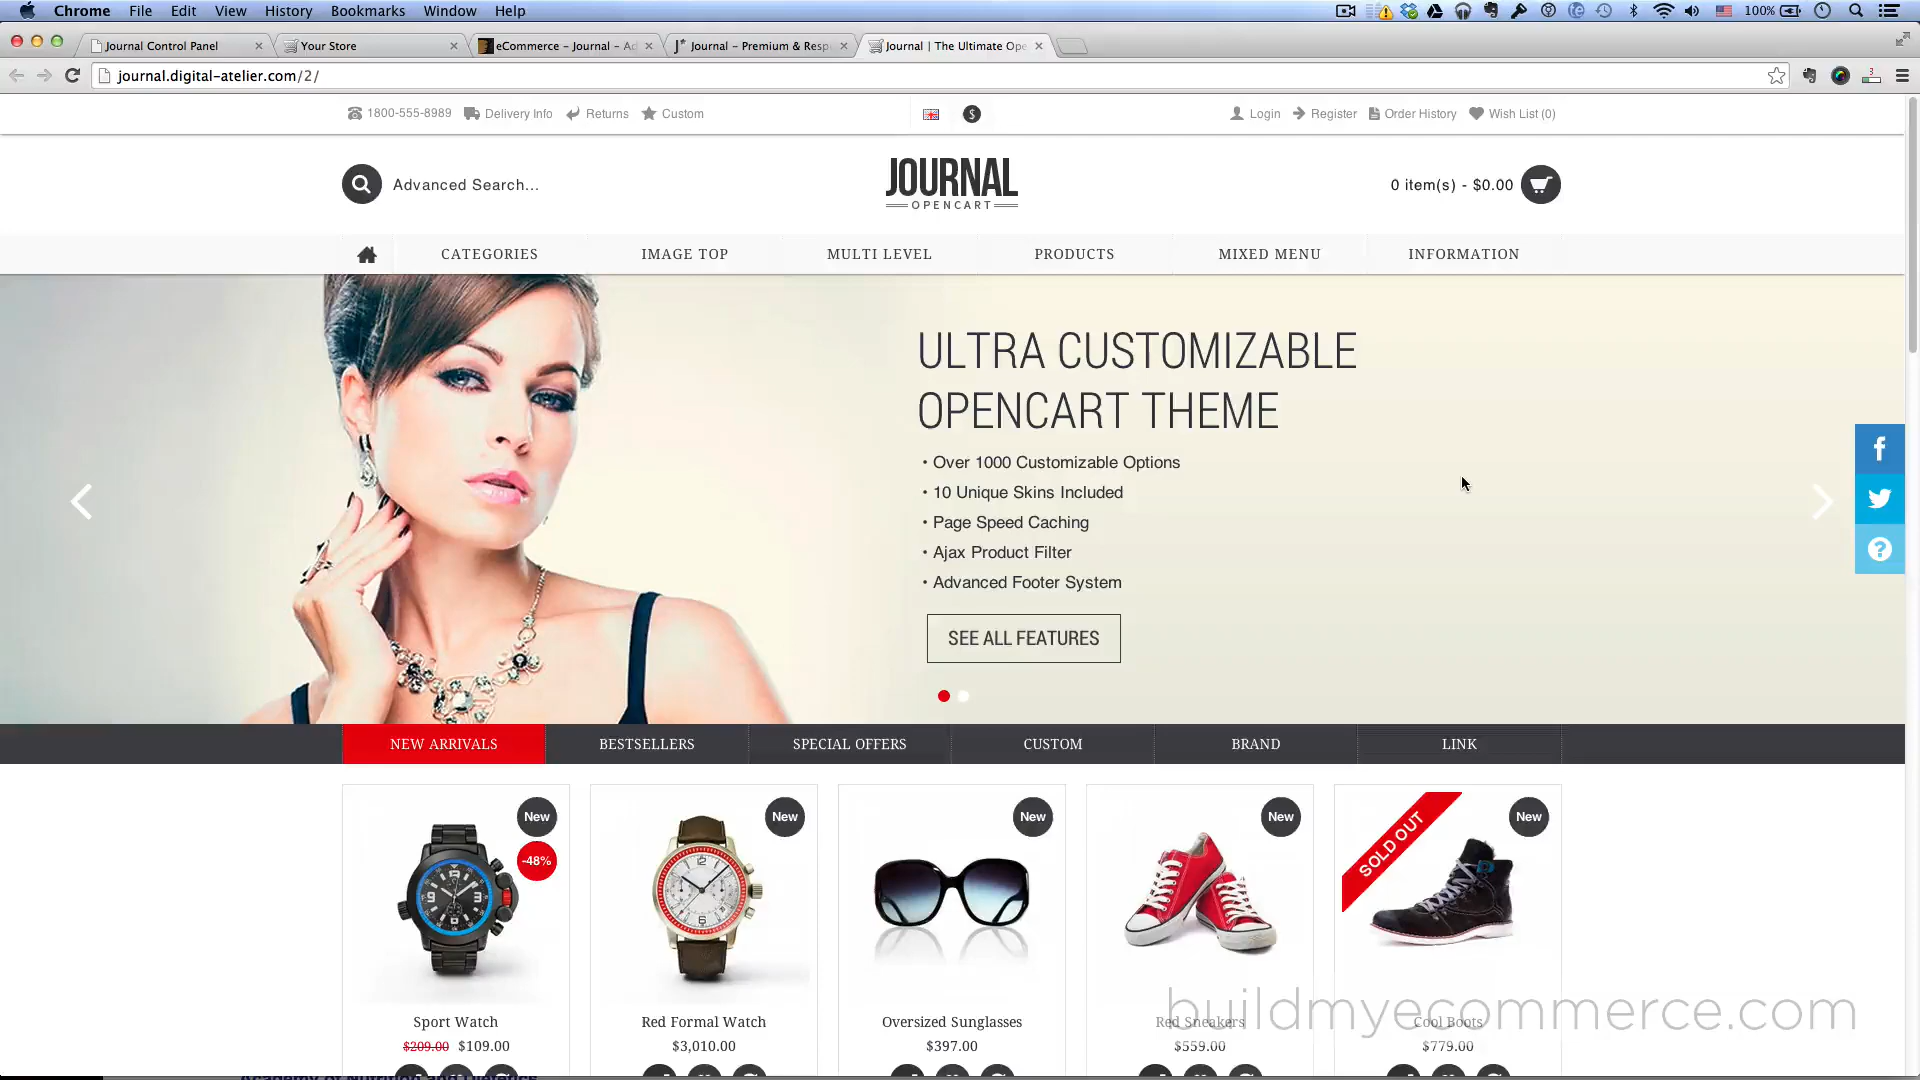 Chrome File Edit View History Bookmarks Window Help 100%
Journal Control Panel Your Store eCommerce – Journal – Ad Journal – Premium & Resp Journal | The Ultimate Ope
journal.digital-atelier.com/2/
1800-555-8989 Delivery Info Returns Custom $ Login Register Order History Wish List (0)
Advanced Search... JOURNAL 0 item(s) - $0.00
OPENCART
CATEGORIES IMAGE TOP MULTI LEVEL PRODUCTS MIXED MENU INFORMATION
ULTRA CUSTOMIZABLE
OPENCART THEME
• Over 1000 Customizable Options
• 10 Unique Skins Included
• Page Speed Caching
• Ajax Product Filter
• Advanced Footer System
SEE ALL FEATURES
NEW ARRIVALS BESTSELLERS SPECIAL OFFERS CUSTOM BRAND LINK
New New New New New
-48%
SOLD OUT
Sport Watch Red Formal Watch Oversized Sunglasses Red Sneakers Cool Boots
buildmyecommerce.com
$209.00 $109.00 $3,010.00 $397.00 $559.00 $779.00